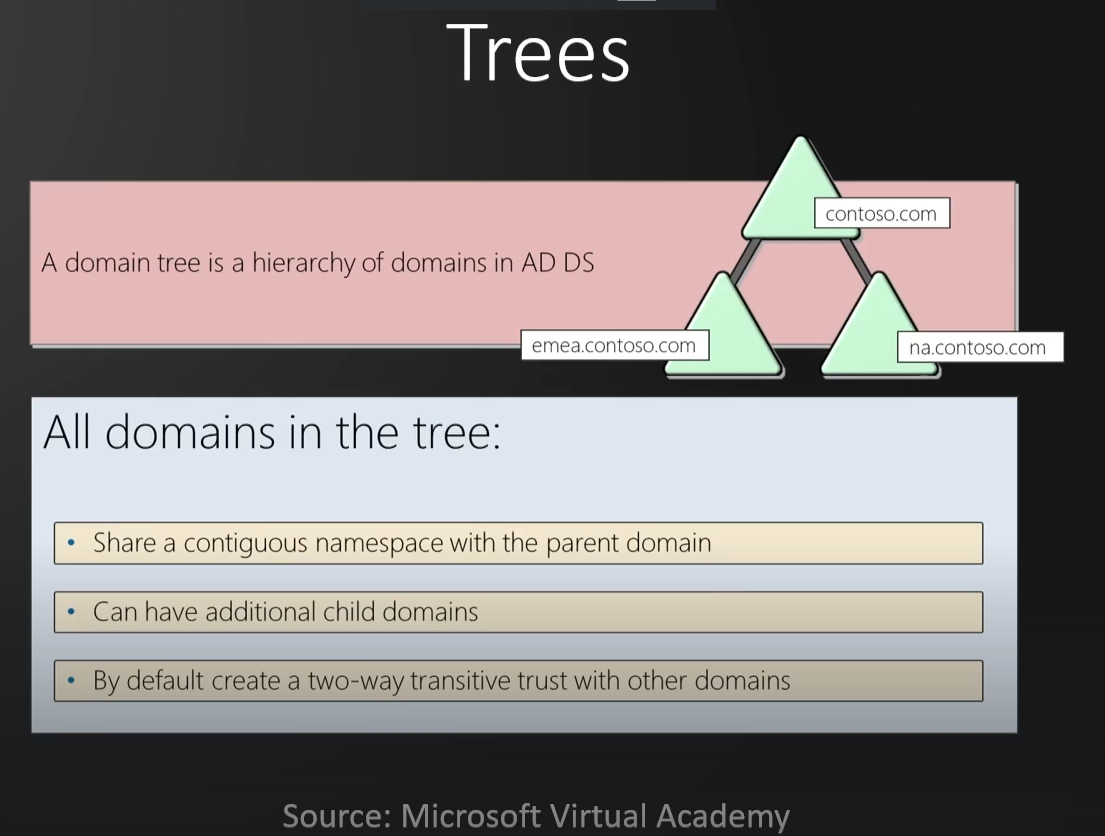 Trees
contoso.com
A domain tree is a hierarchy of domains in AD DS
emea.contoso.com
na.contoso.com
All domains in the tree:
• Share a contiguous namespace with the parent domain
• Can have additional child domains
• By default create a two-way transitive trust with other domains
Source: Microsoft Virtual Academy